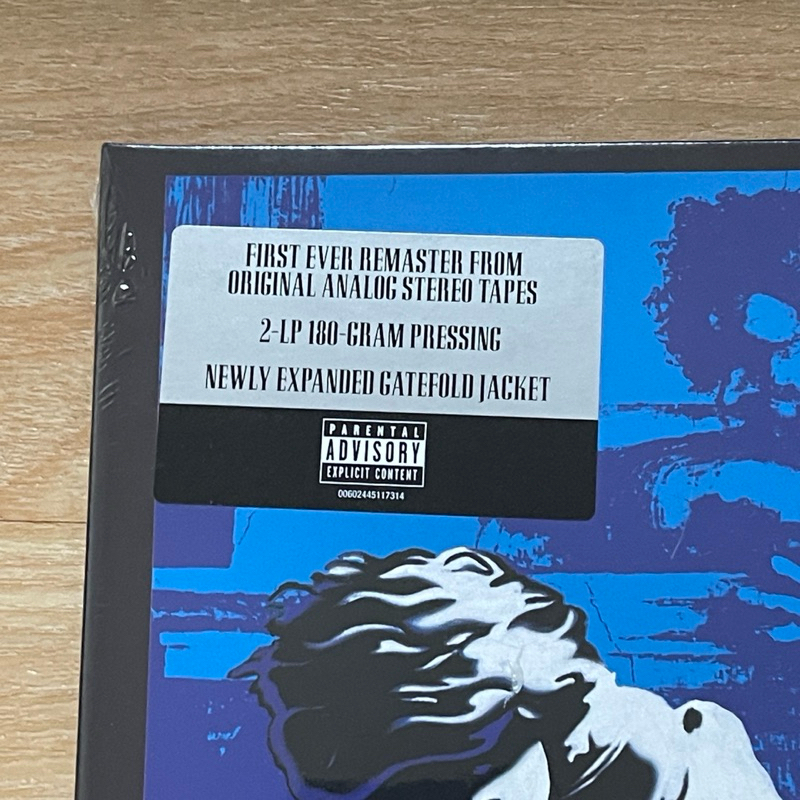 FIRST EVER REMASTER FROM
ORIGINAL ANALOG STEREO TAPES
2-LP 180-GRAM PRESSING
NEWLY EXPANDED GATEFOLD JACKET
PARENTAL
ADVISORY
EXPLICIT CONTENT
00602445117314